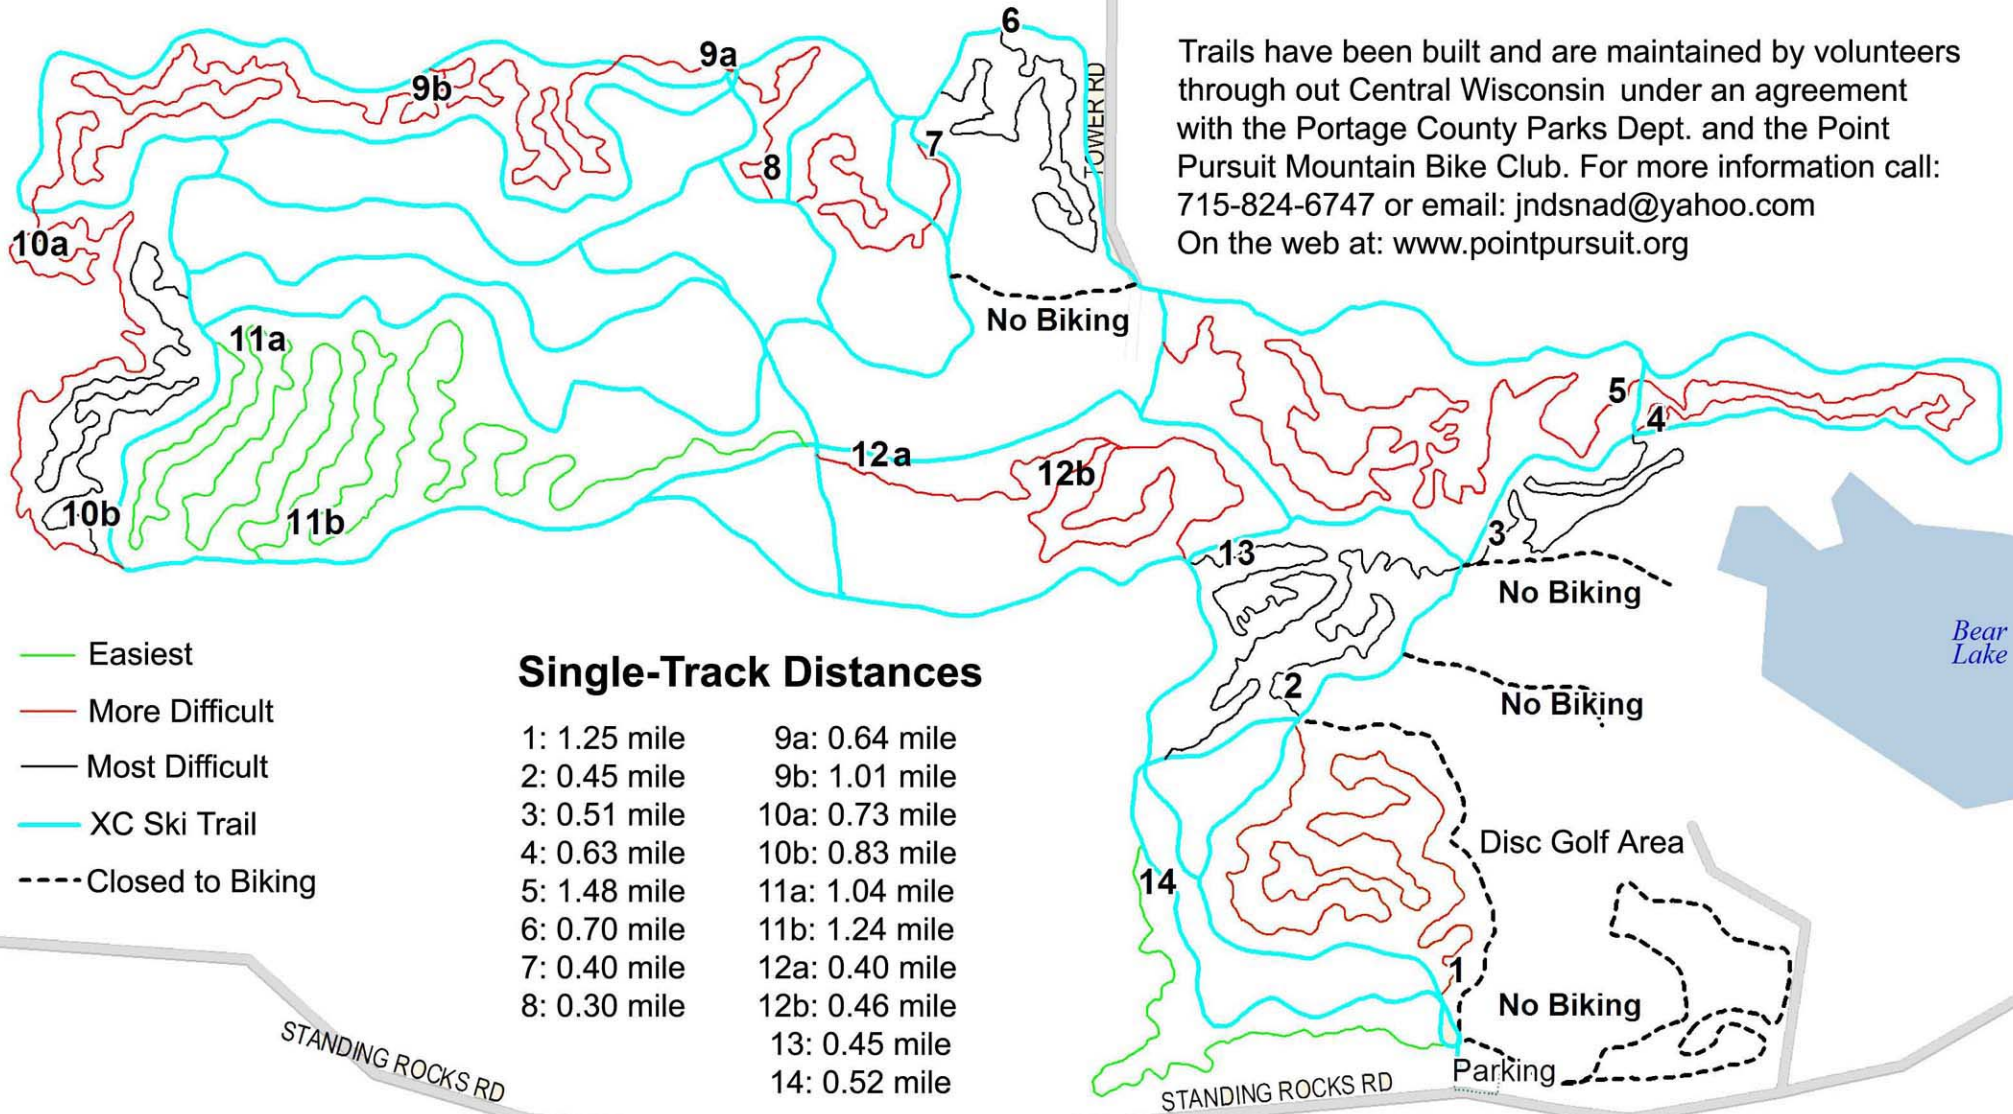 6
9a
9b
7
8
10a
TOWER RD
Trails have been built and are maintained by volunteers
through out Central Wisconsin under an agreement
with the Portage County Parks Dept. and the Point
Pursuit Mountain Bike Club. For more information call:
715-824-6747 or email: jndsnad@yahoo.com
On the web at: www.pointpursuit.org
No Biking
11a
5
4
12a
12b
10b
11b
13
3
No Biking
Bear
Lake
2
No Biking
Easiest
More Difficult
Most Difficult
XC Ski Trail
Closed to Biking
Single-Track Distances
1: 1.25 mile
2: 0.45 mile
3: 0.51 mile
4: 0.63 mile
5: 1.48 mile
6: 0.70 mile
7: 0.40 mile
8: 0.30 mile
9a: 0.64 mile
9b: 1.01 mile
10a: 0.73 mile
10b: 0.83 mile
11a: 1.04 mile
11b: 1.24 mile
12a: 0.40 mile
12b: 0.46 mile
13: 0.45 mile
14: 0.52 mile
Disc Golf Area
14
1
No Biking
Parking
STANDING ROCKS RD
STANDING ROCKS RD